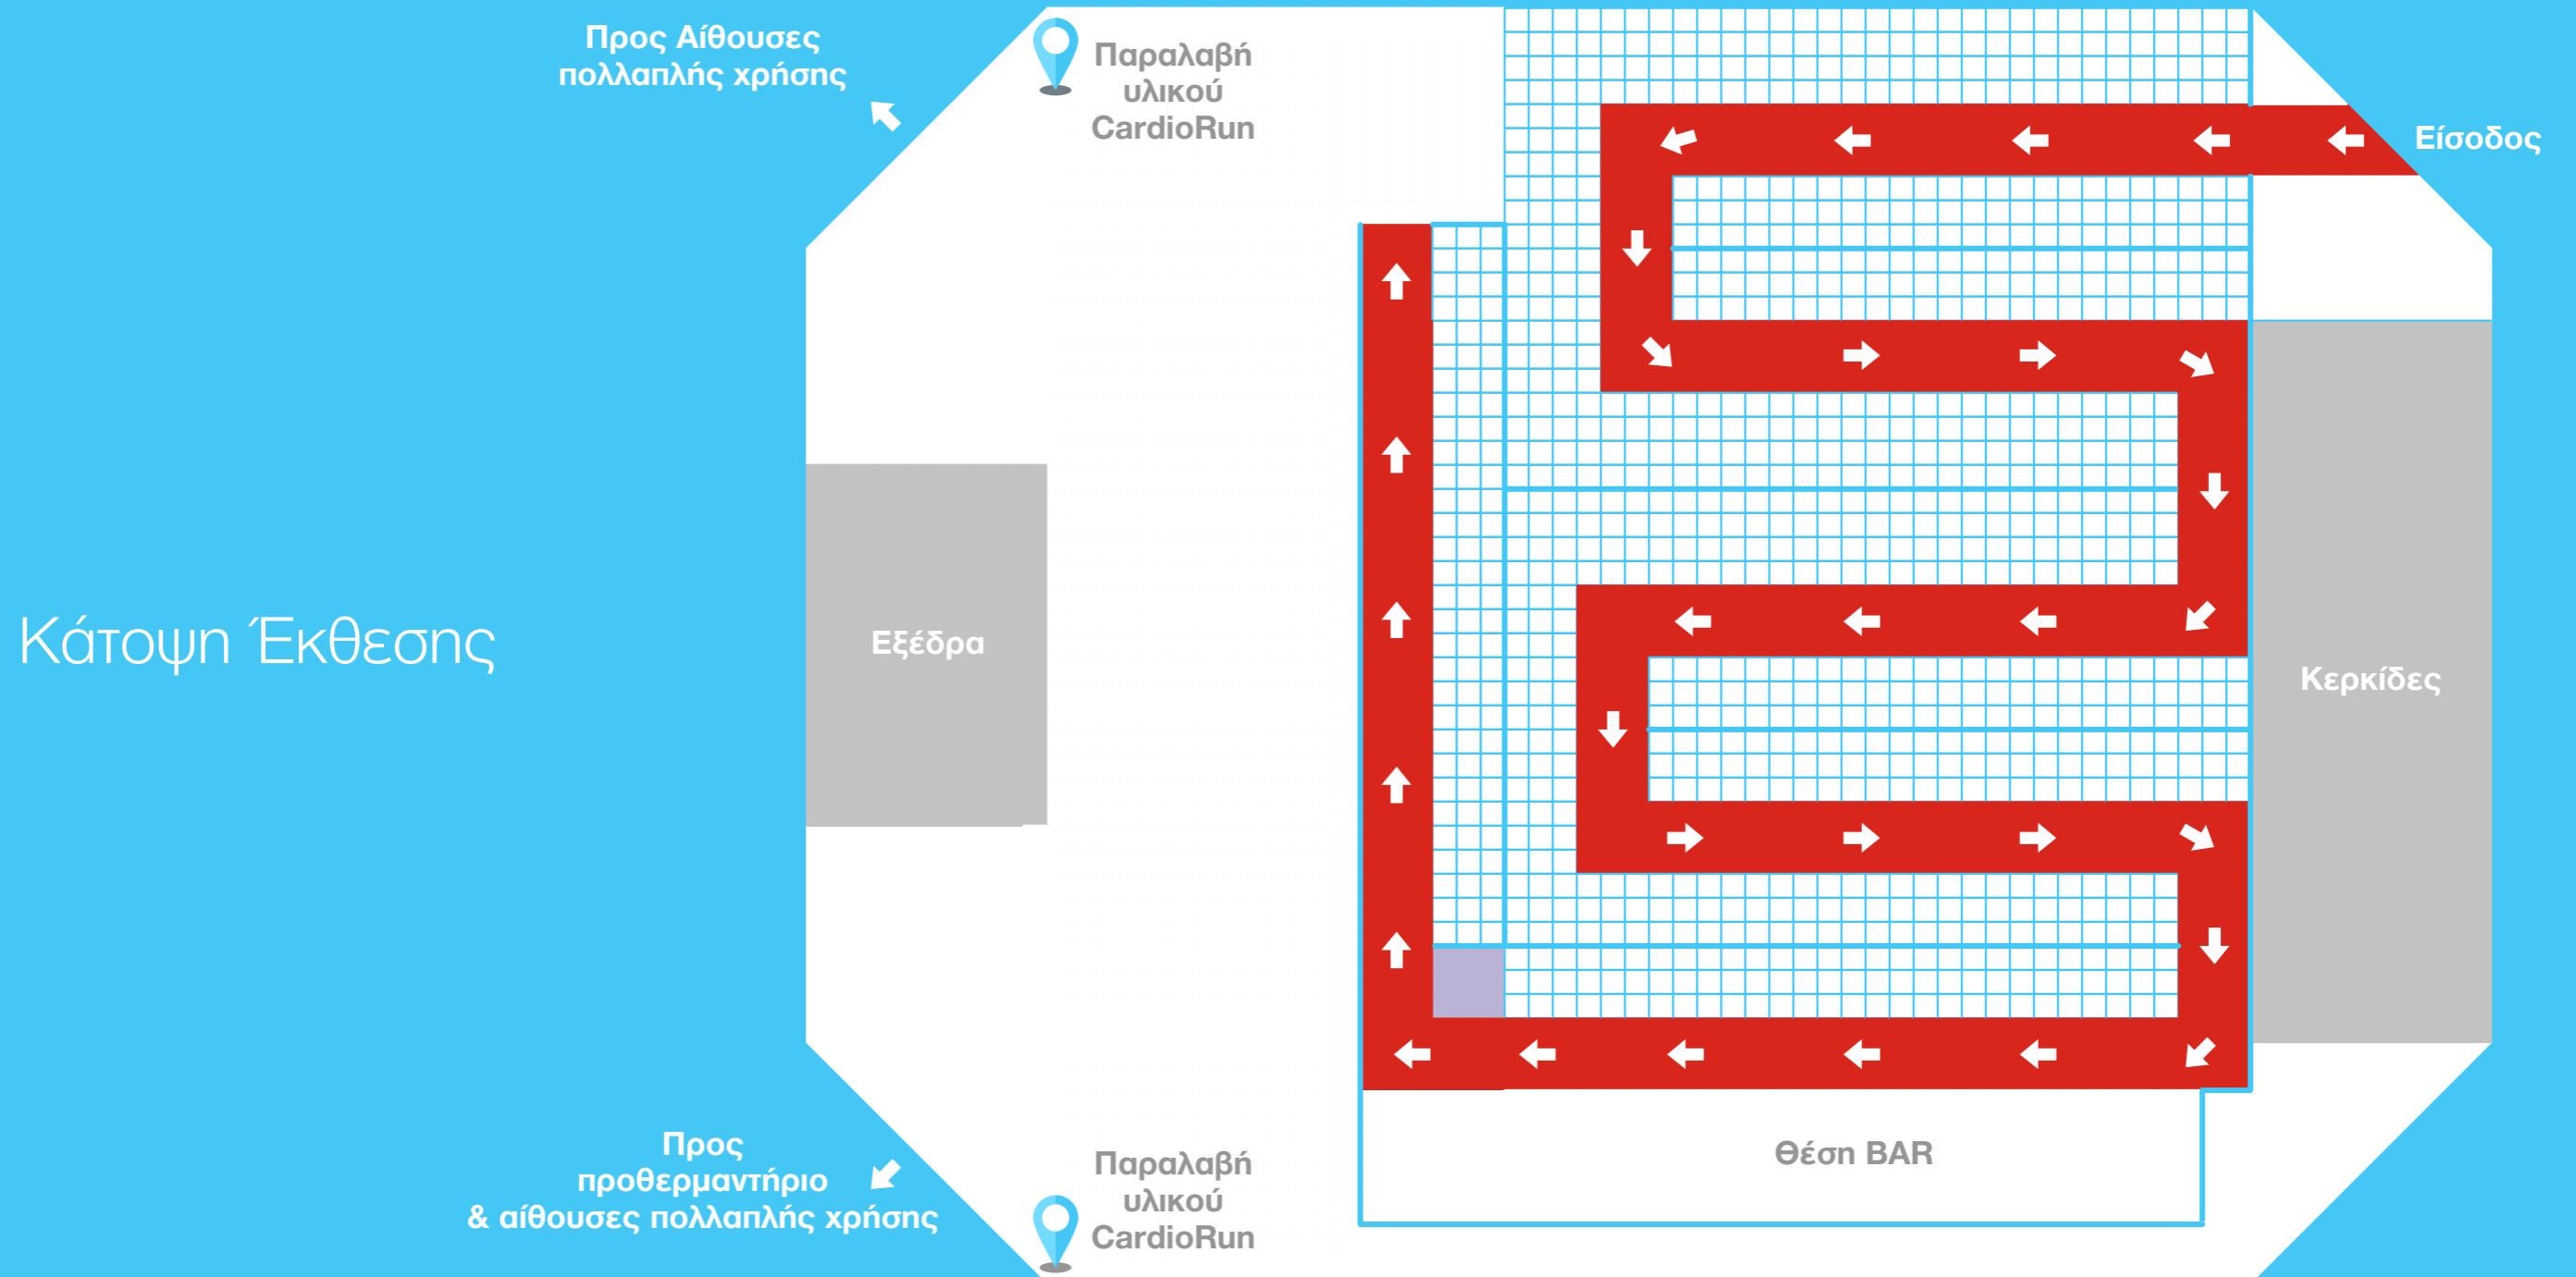 Προς Αίθουσες
πολλαπλής χρήσης
Παραλαβή
υλικού
CardioRun
Είσοδος
Κάτοψη Έκθεσης
Εξέδρα
Κερκίδες
Προς
προθερμαντήριο
& αίθουσες πολλαπλής χρήσης
Παραλαβή
υλικού
CardioRun
Θέση BAR